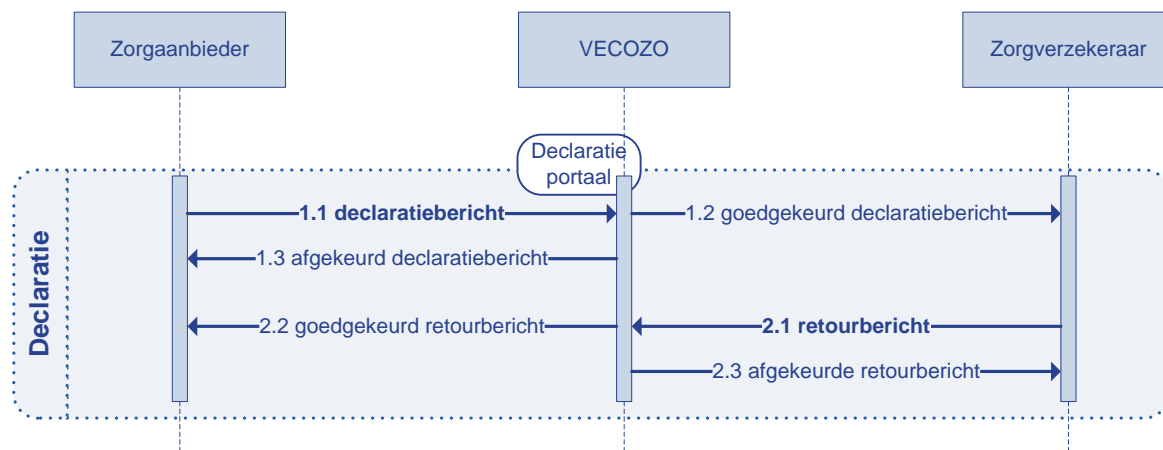 Zorgaanbieder
VECOZO
Zorgverzekeraar
Declaratie
portaal
Declaratie
1.1 declaratiebericht
1.2 goedgekeurd declaratiebericht
1.3 afgekeurd declaratiebericht
2.2 goedgekeurd retourbericht
2.1 retourbericht
2.3 afgekeurde retourbericht